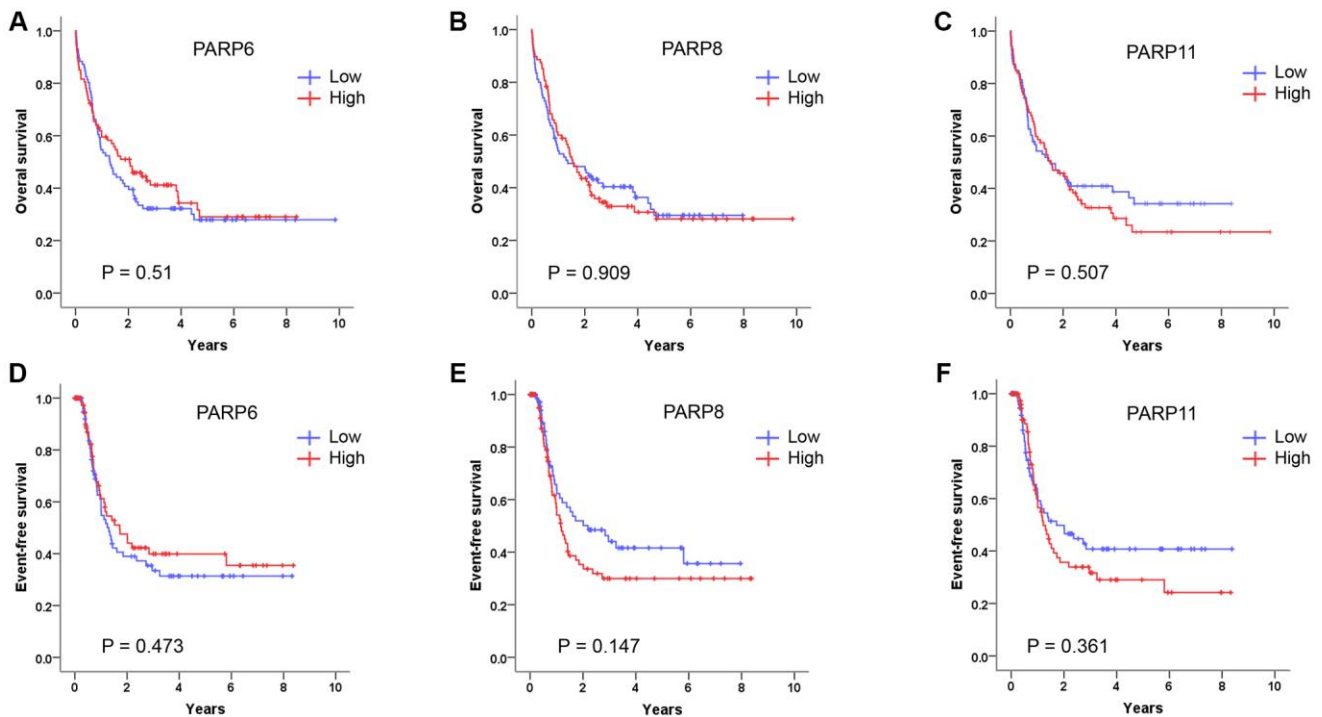 A
PARP6
Low
High
Overal survival
1.0
0.8
0.6
0.4
0.2
0.0
P = 0.51
0 2 4 6 8 10
Years
B
PARP8
Low
High
Overal survival
1.0
0.8
0.6
0.4
0.2
0.0
P = 0.909
0 2 4 6 8 10
Years
C
PARP11
Low
High
Overal survival
1.0
0.8
0.6
0.4
0.2
0.0
P = 0.507
0 2 4 6 8 10
Years
D
PARP6
Low
High
Event-free survival
1.0
0.8
0.6
0.4
0.2
0.0
P = 0.473
0 2 4 6 8 10
Years
E
PARP8
Low
High
Event-free survival
1.0
0.8
0.6
0.4
0.2
0.0
P = 0.147
0 2 4 6 8 10
Years
F
PARP11
Low
High
Event-free survival
1.0
0.8
0.6
0.4
0.2
0.0
P = 0.361
0 2 4 6 8 10
Years